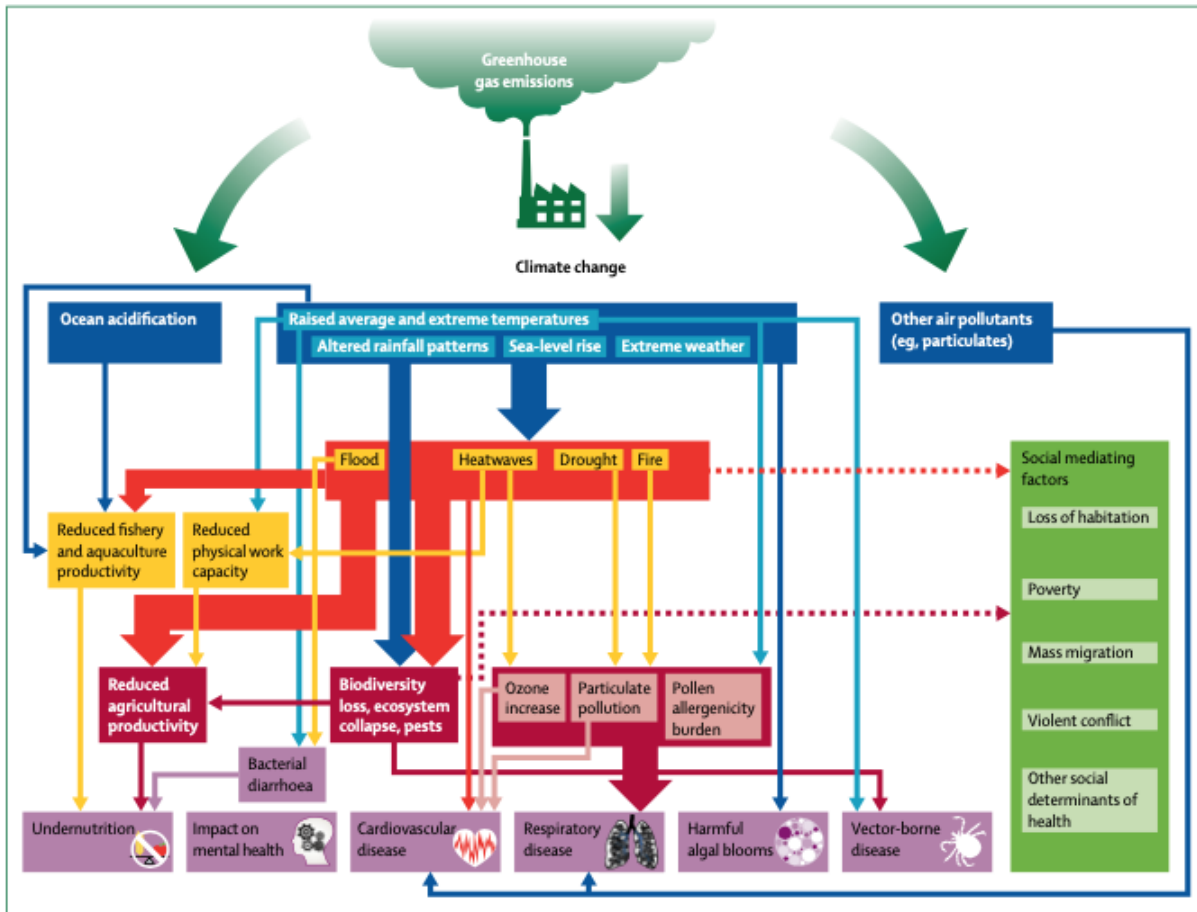 Greenhouse
gas emissions
Climate change
Ocean acidification
Raised average and extreme temperatures
Altered rainfall patterns
Sea-level rise
Extreme weather
Other air pollutants
(eg, particulates)
Flood
Heatwaves
Drought
Fire
Social mediating
factors
Loss of habitation
Poverty
Mass migration
Violent conflict
Other social
determinants of
health
Reduced fishery
and aquaculture
productivity
Reduced
physical work
capacity
Reduced
agricultural
productivity
Biodiversity
loss, ecosystem
collapse, pests
Ozone
increase
Particulate
pollution
Pollen
allergenicity
burden
Bacterial
diarrhoea
Undernutrition
Impact on
mental health
Cardiovascular
disease
Respiratory
disease
Harmful
algal blooms
Vector-borne
disease